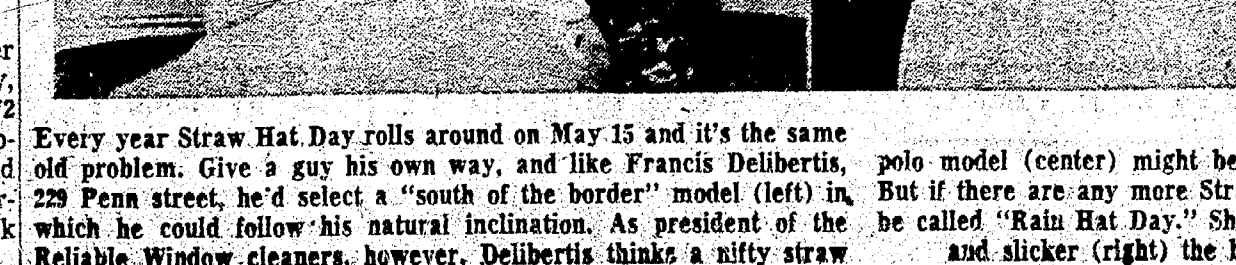 Every year Straw Hat Day rolls around on May 15 and it's the same
old problem. Give a guy his own way, and like Francis Delibertis,
229 Penn street, he'd select a "south of the border" model (left) in
which he could follow his natural inclination. As president of the
Reliable Window cleaners, however, Delibertis thinks a nifty straw
polo model (center) might be
But if there are any more Str
be called "Rain Hat Day." Sh
and slicker (right) the